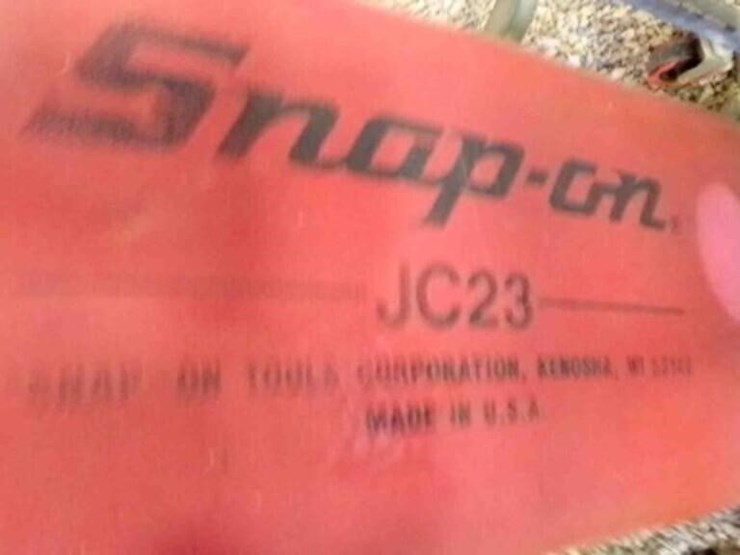 Snap-on
JC23
SNAP-ON TOOLS CORPORATION, KENOSHA, WI
MADE IN U.S.A.